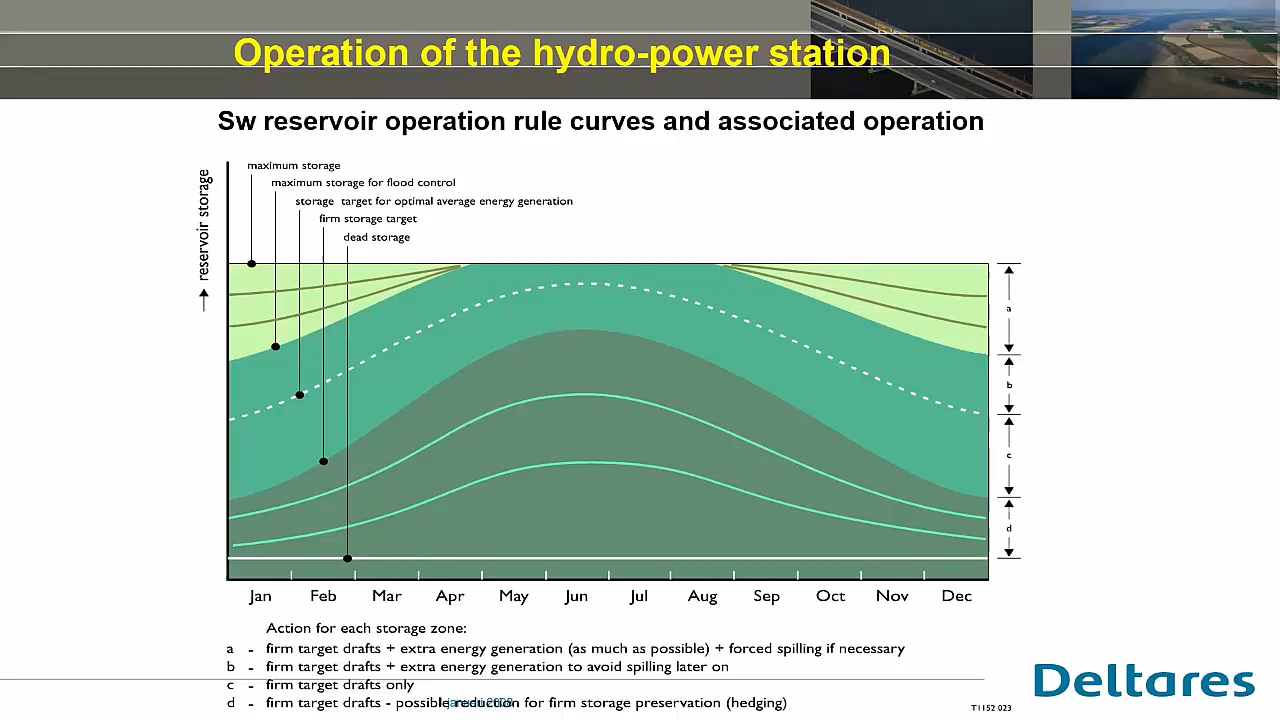 Operation of the hydro-power station
Sw reservoir operation rule curves and associated operation
maximum storage
maximum storage for flood control
storage target for optimal average energy generation
firm storage target
dead storage
reservoir storage
a
b
c
d
Jan Feb Mar Apr May Jun Jul Aug Sep Oct Nov Dec
Action for each storage zone:
a - firm target drafts + extra energy generation (as much as possible) + forced spilling if necessary
b - firm target drafts + extra energy generation to avoid spilling later on
c - firm target drafts only
d - firm target drafts - possible reduction for firm storage preservation (hedging)
Deltares
T1152 023